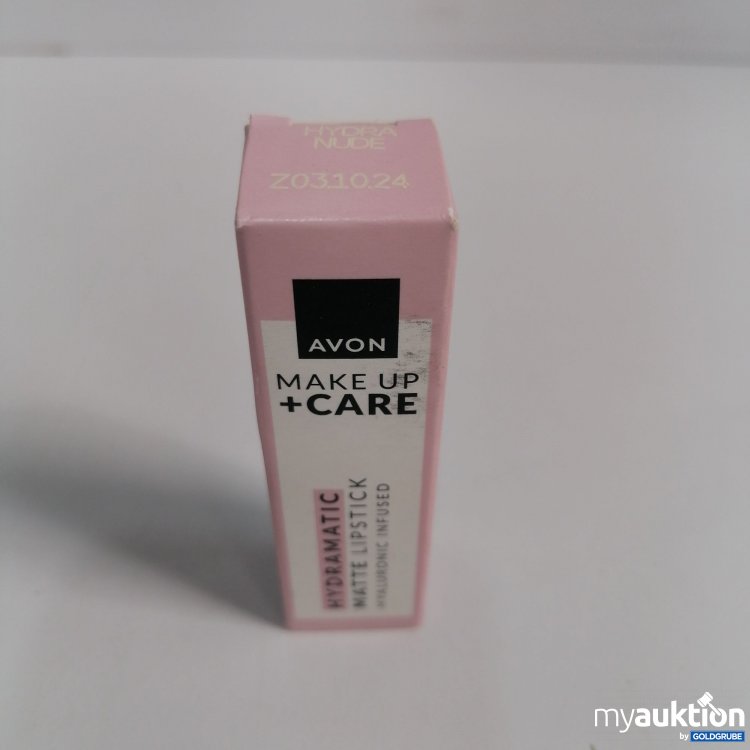 HYDRA
NUDE
Z03.10.24
AVON
MAKE UP
+CARE
HYDRAMATIC
MATTE LIPSTICK
HYALURONIC INFUSED
myauktion
by GOLDGRUBE